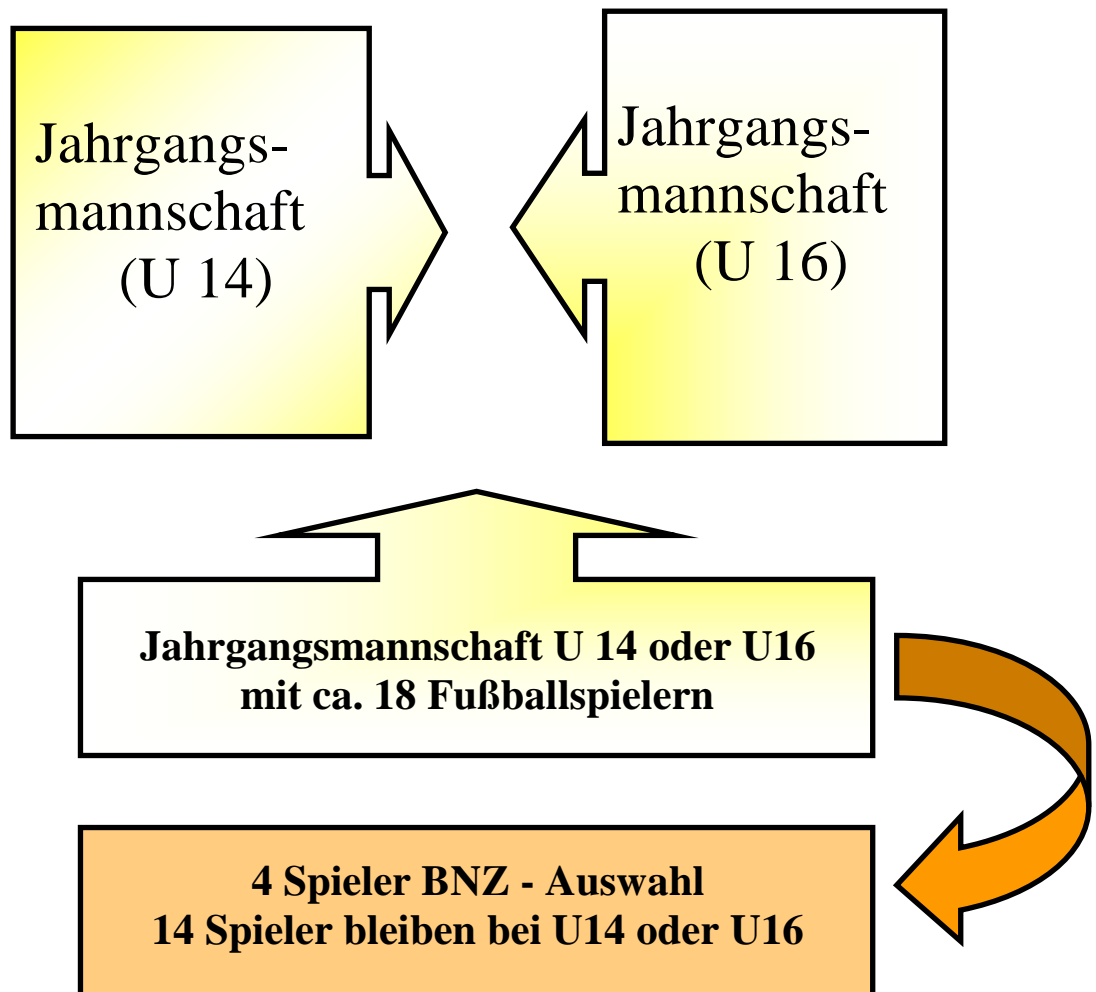 Jahrgangs-
mannschaft
(U 14)
Jahrgangs-
mannschaft
(U 16)
Jahrgangsmannschaft U 14 oder U16
mit ca. 18 Fußballspielern
4 Spieler BNZ - Auswahl
14 Spieler bleiben bei U14 oder U16